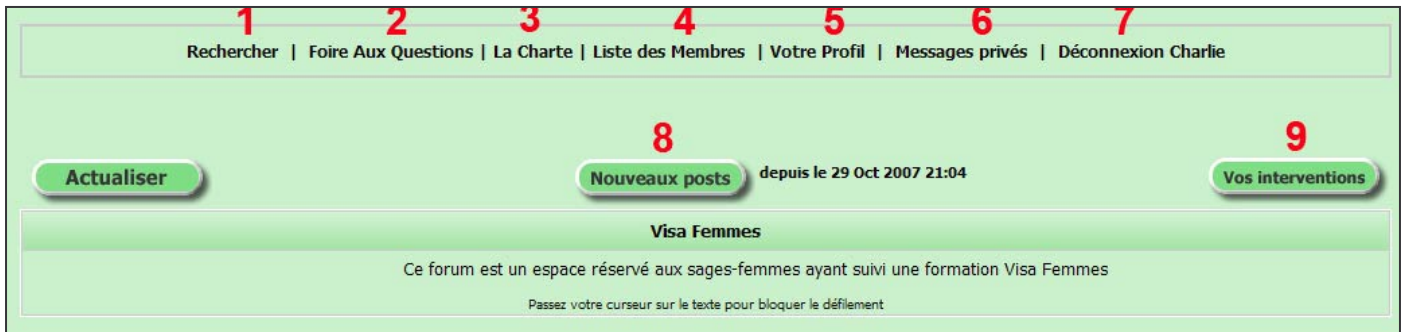 1 2 3 4 5 6 7
Rechercher | Foire Aux Questions | La Charte | Liste des Membres | Votre Profil | Messages privés | Déconnexion Charlie
8 9
Actualiser Nouveaux posts depuis le 29 Oct 2007 21:04 Vos interventions
Visa Femmes
Ce forum est un espace réservé aux sages-femmes ayant suivi une formation Visa Femmes
Passez votre curseur sur le texte pour bloquer le défilement